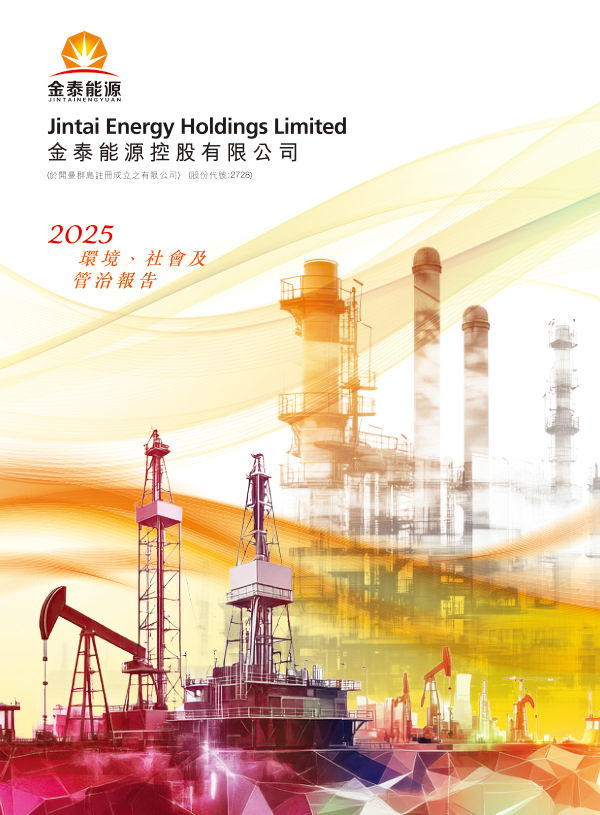 金泰能源
JINTAINENGYUAN
Jintai Energy Holdings Limited
金泰能源控股有限公司
(於開曼群島註冊成立之有限公司) (股份代號:2728)
2025
環境、社會及
管治報告